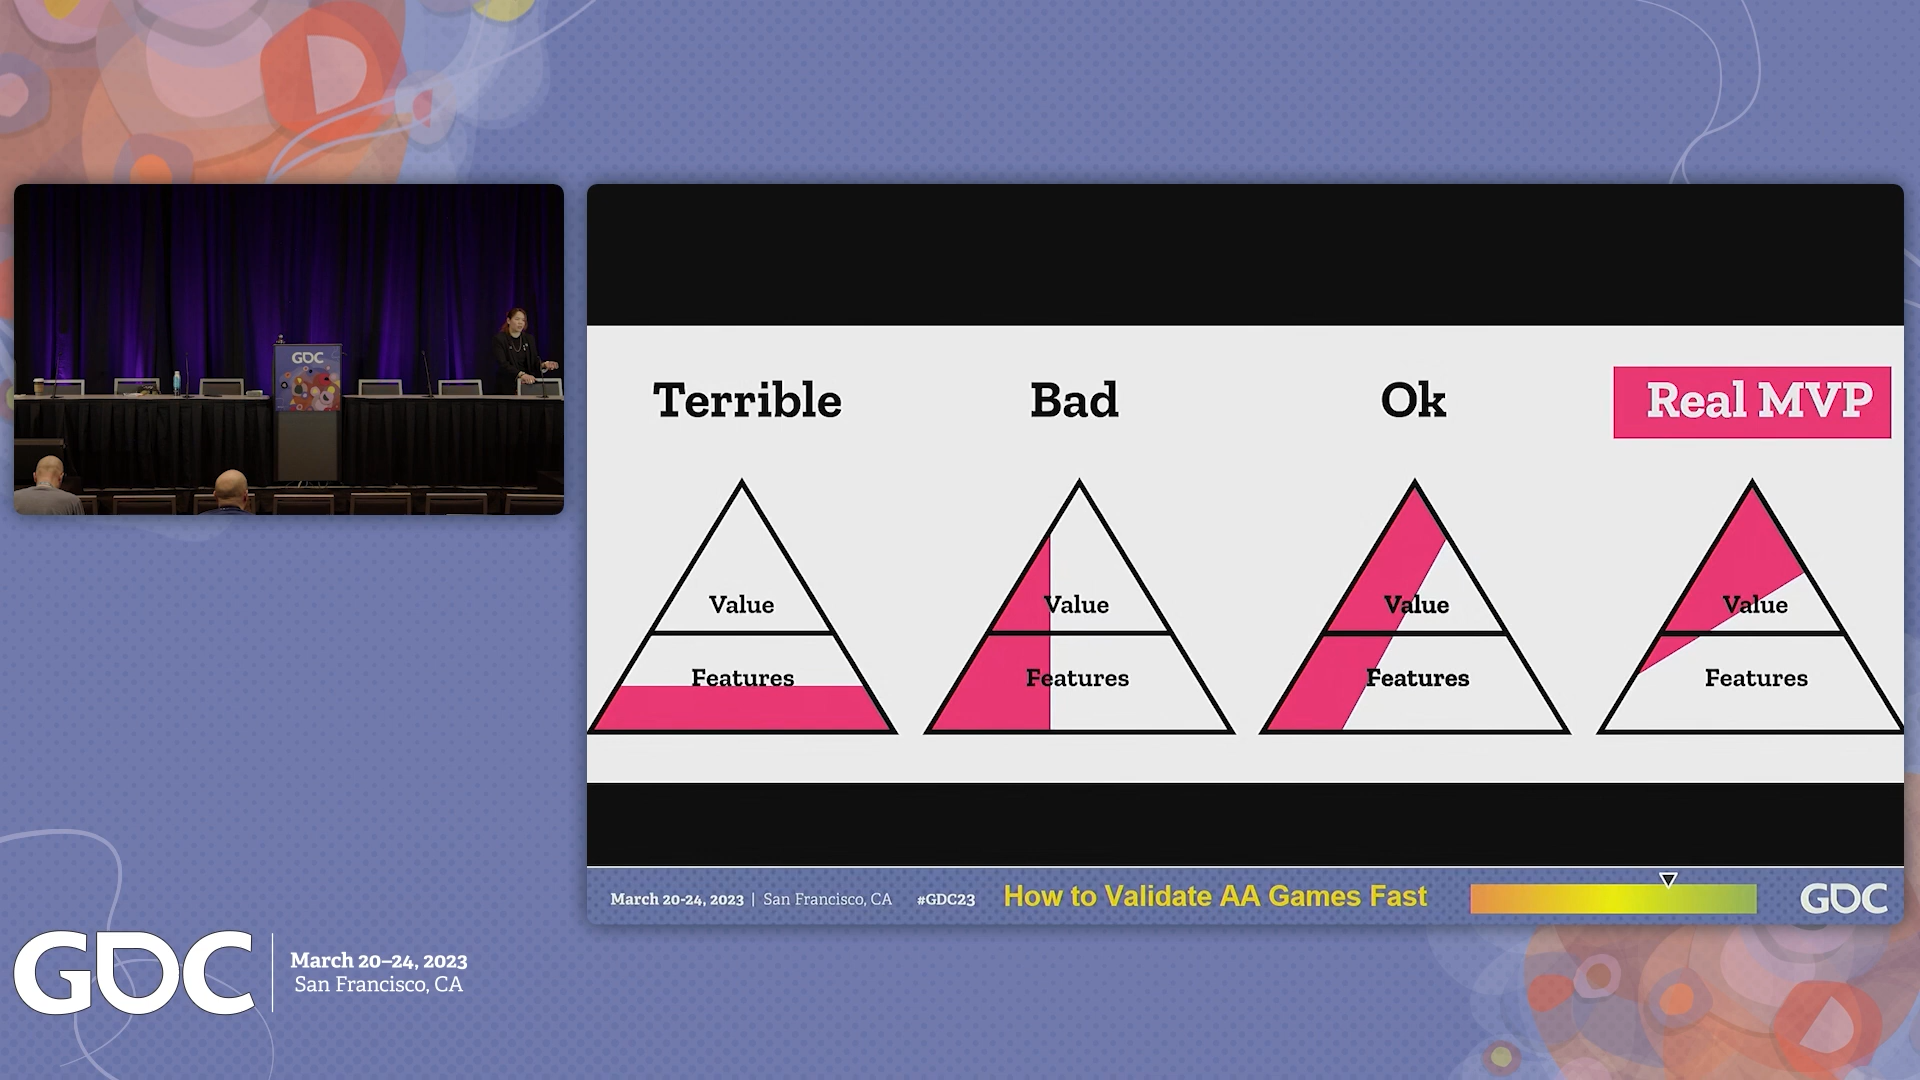 GDC
Terrible
Bad
Ok
Real MVP
Value
Features
Value
Features
Value
Features
Value
Features
March 20-24, 2023 | San Francisco, CA
#GDC23
How to Validate AA Games Fast
GDC
GDC
March 20–24, 2023
San Francisco, CA